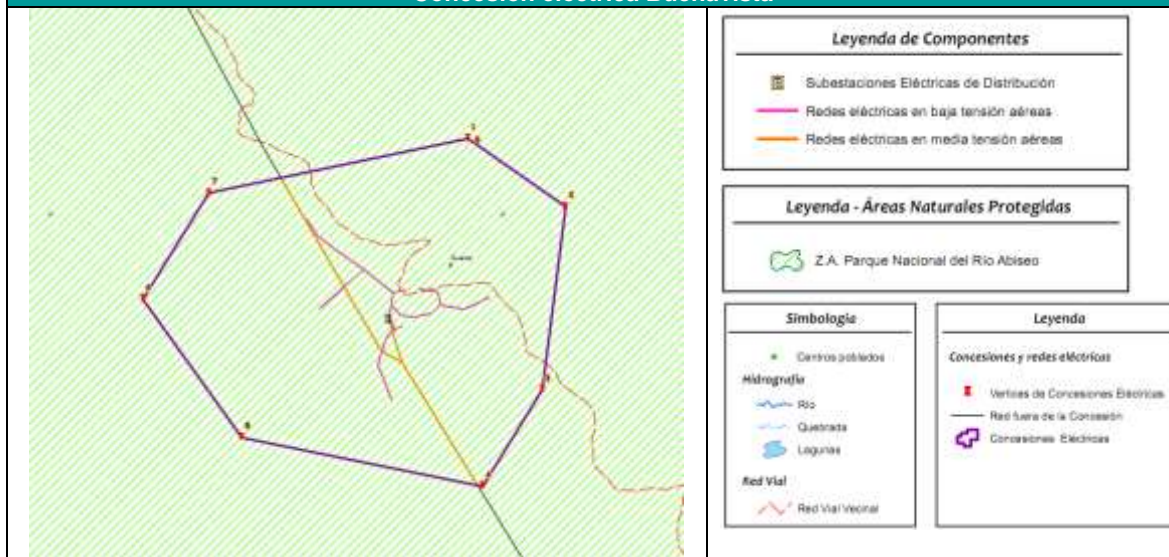 Concesión eléctrica Buenavista
Leyenda de Componentes
Subestaciones Eléctricas de Distribución
Redes eléctricas en baja tensión aéreas
Redes eléctricas en media tensión aéreas
Leyenda - Áreas Naturales Protegidas
Z.A. Parque Nacional del Río Abiseo
Simbología
Centros poblados
Hidrografía
Río
Quebrada
Lagunas
Red Vial
Red Vial Vecinal
Leyenda
Concesiones y redes eléctricas
Vertices de Concesiones Eléctricas
Red fuera de la Concesión
Concesiones Eléctricas
7